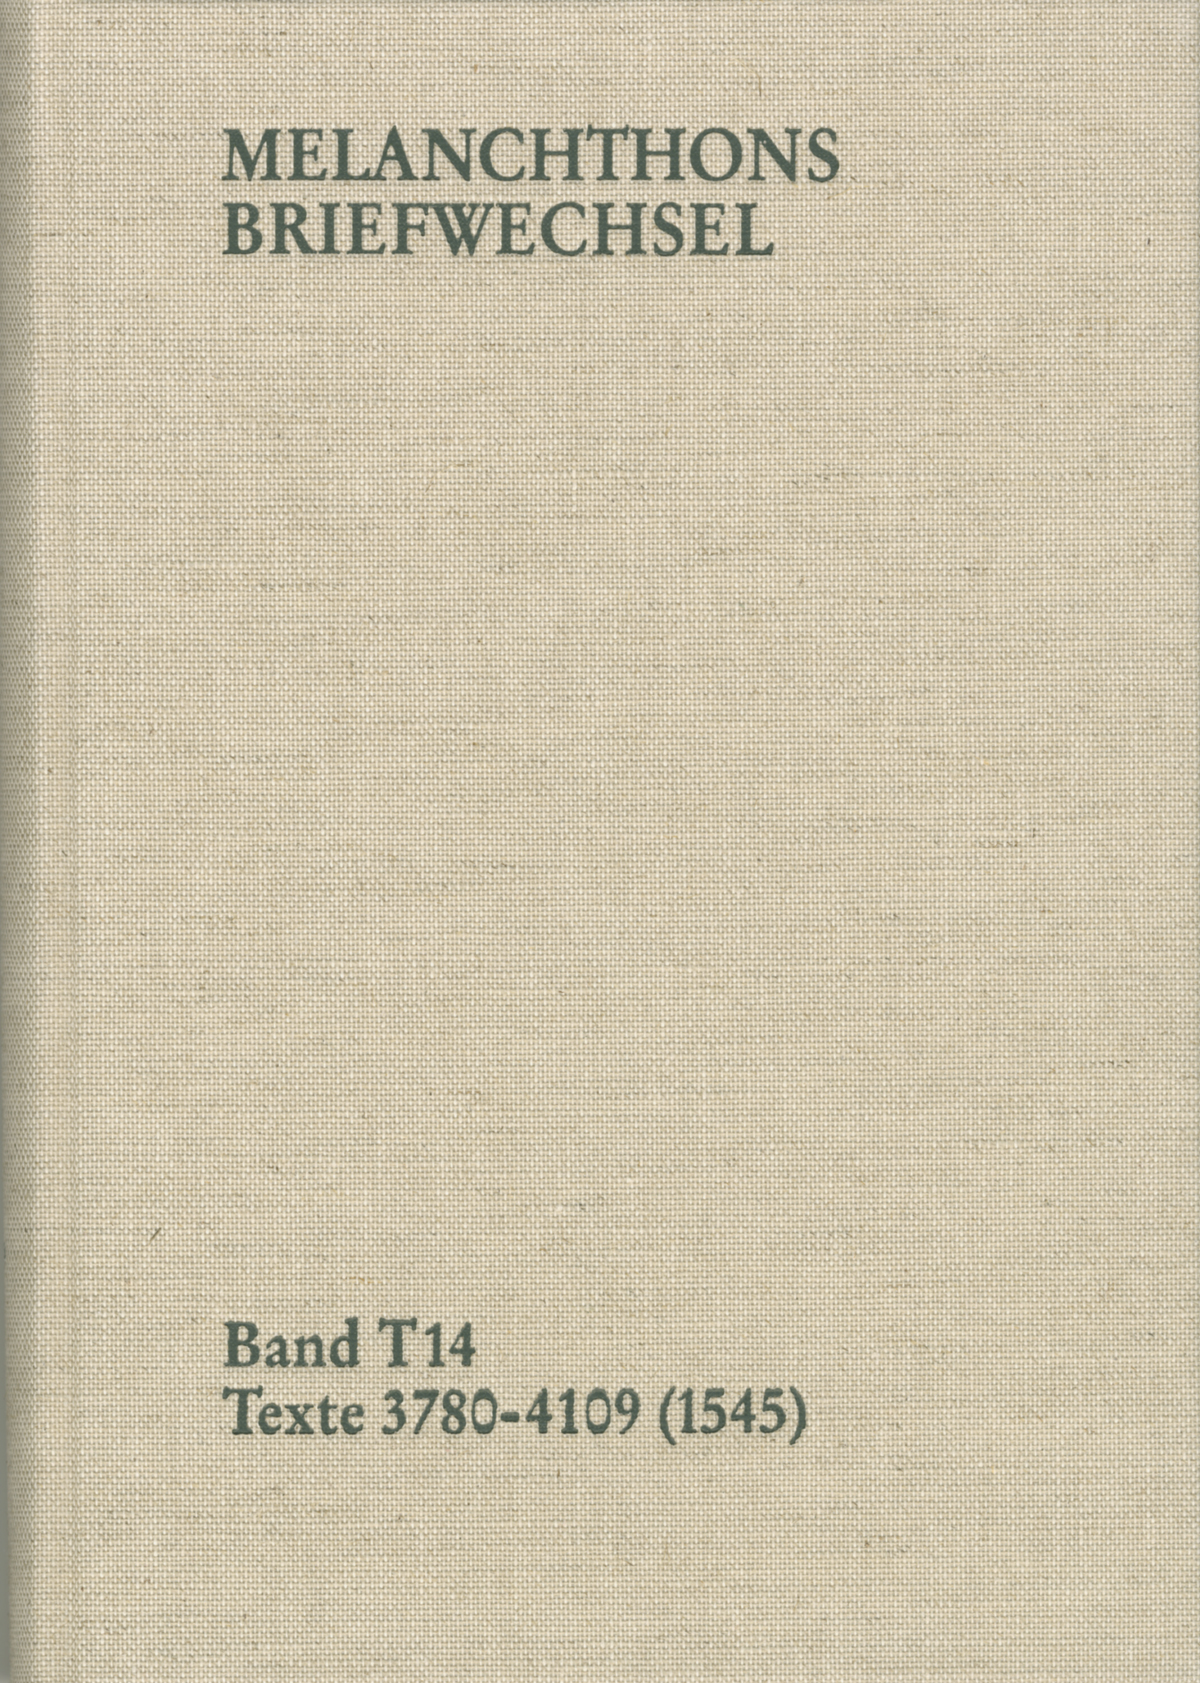 MELANCHTHONS
BRIEFWECHSEL
Band T14
Texte 3780-4109 (1545)